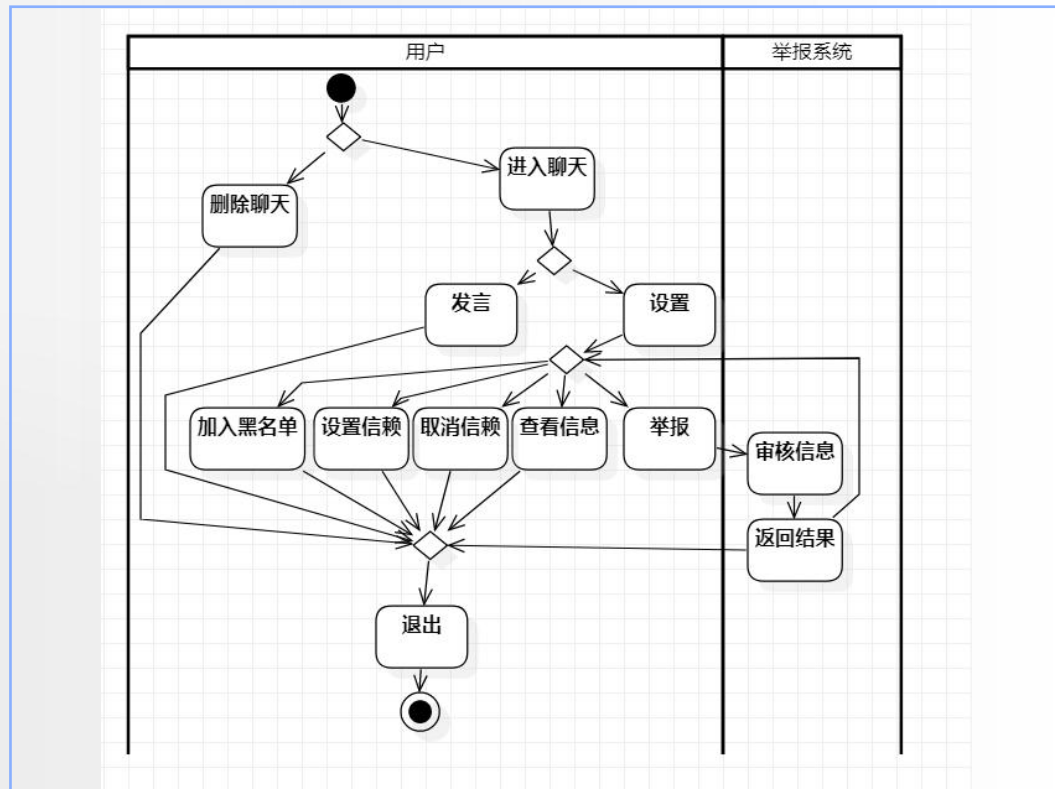 用户
举报系统
进入聊天
删除聊天
发言
设置
加入黑名单
设置信赖
取消信赖
查看信息
举报
审核信息
返回结果
退出